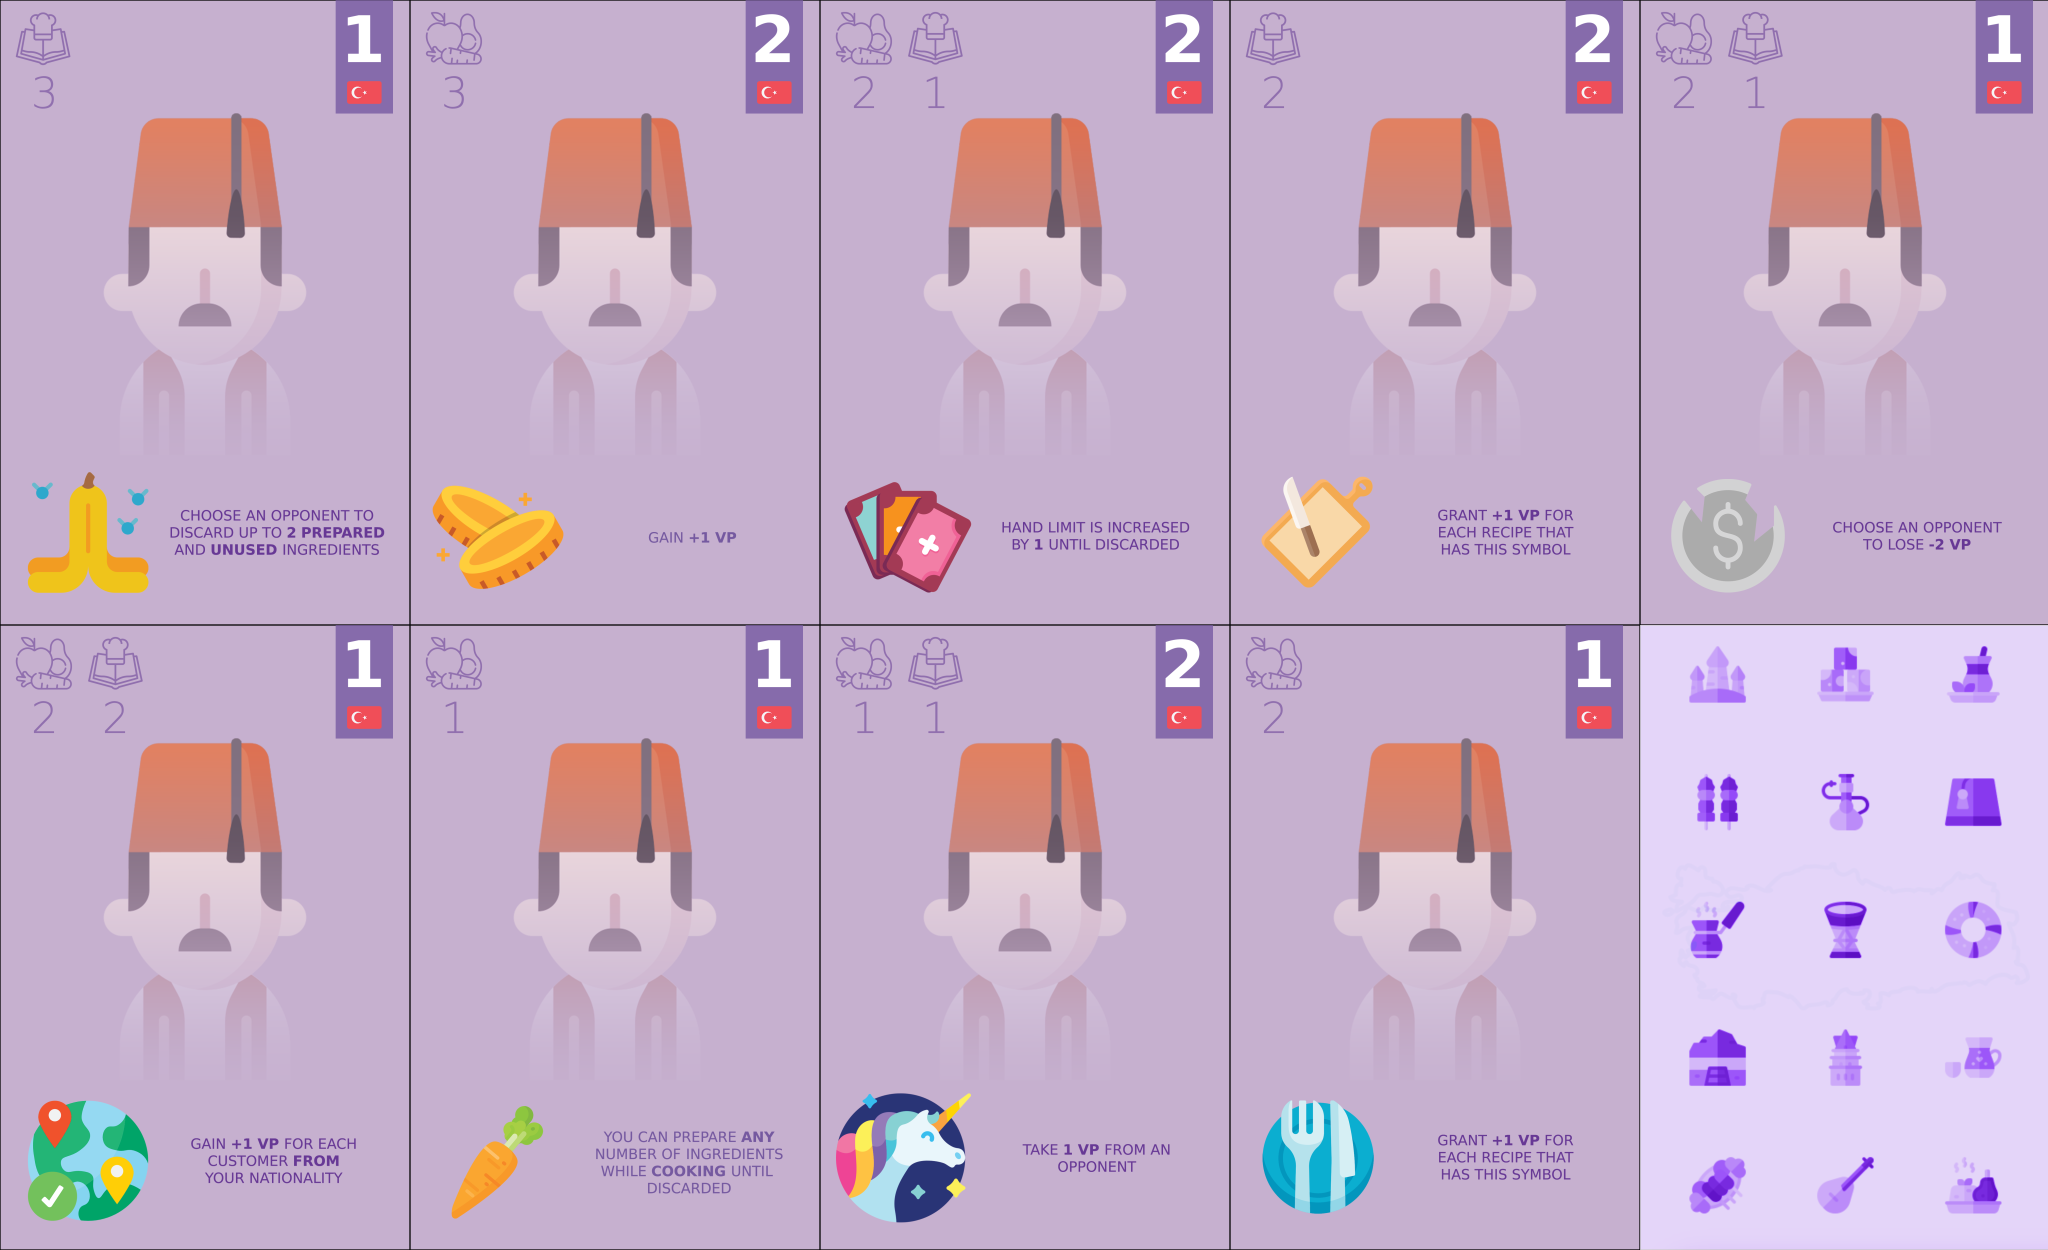 1
3
CHOOSE AN OPPONENT TO
DISCARD UP TO 2 PREPARED
AND UNUSED INGREDIENTS
2
3
GAIN +1 VP
2
2 1
HAND LIMIT IS INCREASED
BY 1 UNTIL DISCARDED
2
2
GRANT +1 VP FOR
EACH RECIPE THAT
HAS THIS SYMBOL
1
2 1
$
CHOOSE AN OPPONENT
TO LOSE -2 VP
1
2 2
GAIN +1 VP FOR EACH
CUSTOMER FROM
YOUR NATIONALITY
1
1
YOU CAN PREPARE ANY
NUMBER OF INGREDIENTS
WHILE COOKING UNTIL
DISCARDED
2
1 1
TAKE 1 VP FROM AN
OPPONENT
1
2
GRANT +1 VP FOR
EACH RECIPE THAT
HAS THIS SYMBOL